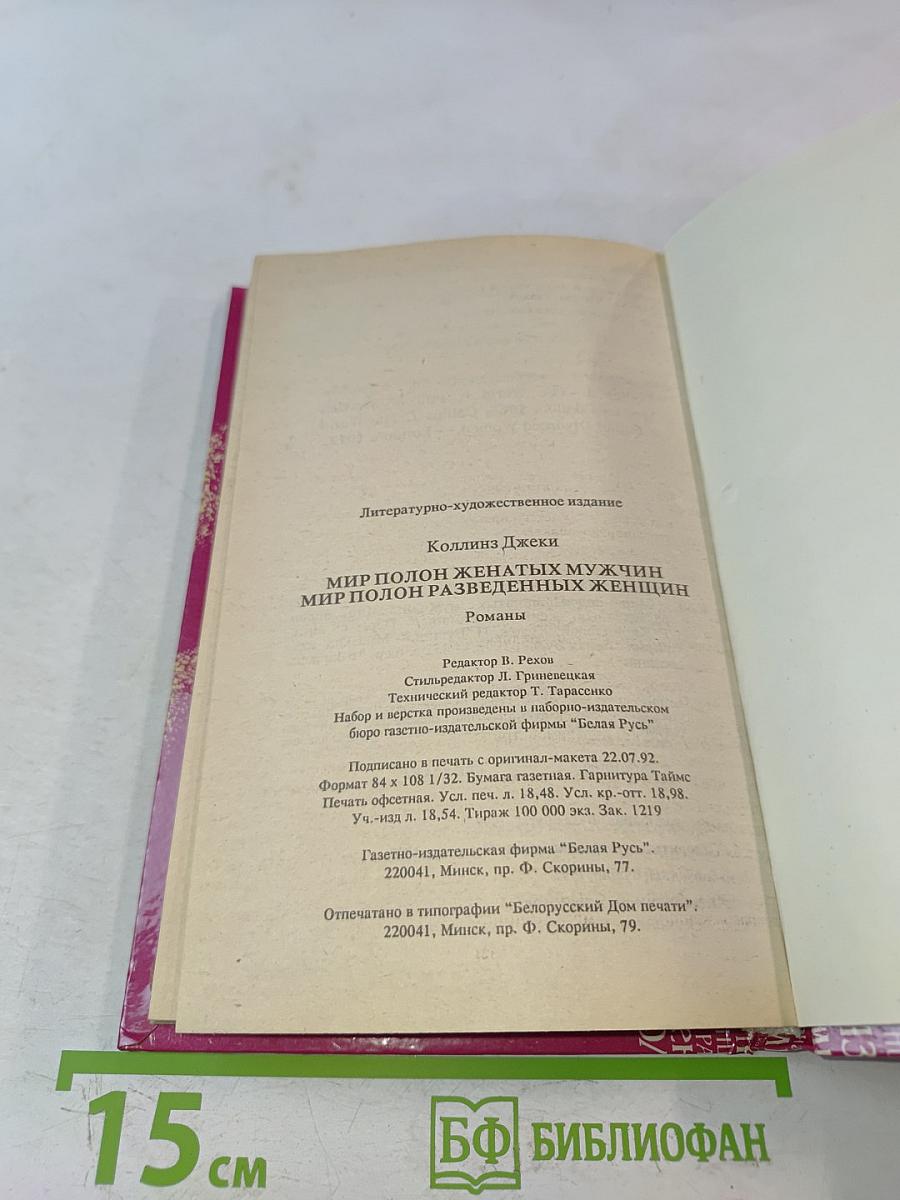 Литературно-художественное издание
Коллинз Джеки
МИР ПОЛОН ЖЕНАТЫХ МУЖЧИН
МИР ПОЛОН РАЗВЕДЕННЫХ ЖЕНЩИН
Романы
Редактор В. Рехов
Стильредактор Л. Гриневецкая
Технический редактор Т. Тарасенко
Набор и верстка произведены в наборно-издательском
бюро газетно-издательской фирмы "Белая Русь"
Подписано в печать с оригинал-макета 22.07.92.
Формат 84 х 108 1/32. Бумага газетная. Гарнитура Таймс
Печать офсетная. Усл. печ. л. 18,48. Усл. кр.-отт. 18,98.
Уч.-изд л. 18,54. Тираж 100 000 экз. Зак. 1219
Газетно-издательская фирма "Белая Русь".
220041, Минск, пр. Ф. Скорины, 77.
Отпечатано в типографии "Белорусский Дом печати".
220041, Минск, пр. Ф. Скорины, 79.
15 см
БФ БИБЛИОФАН